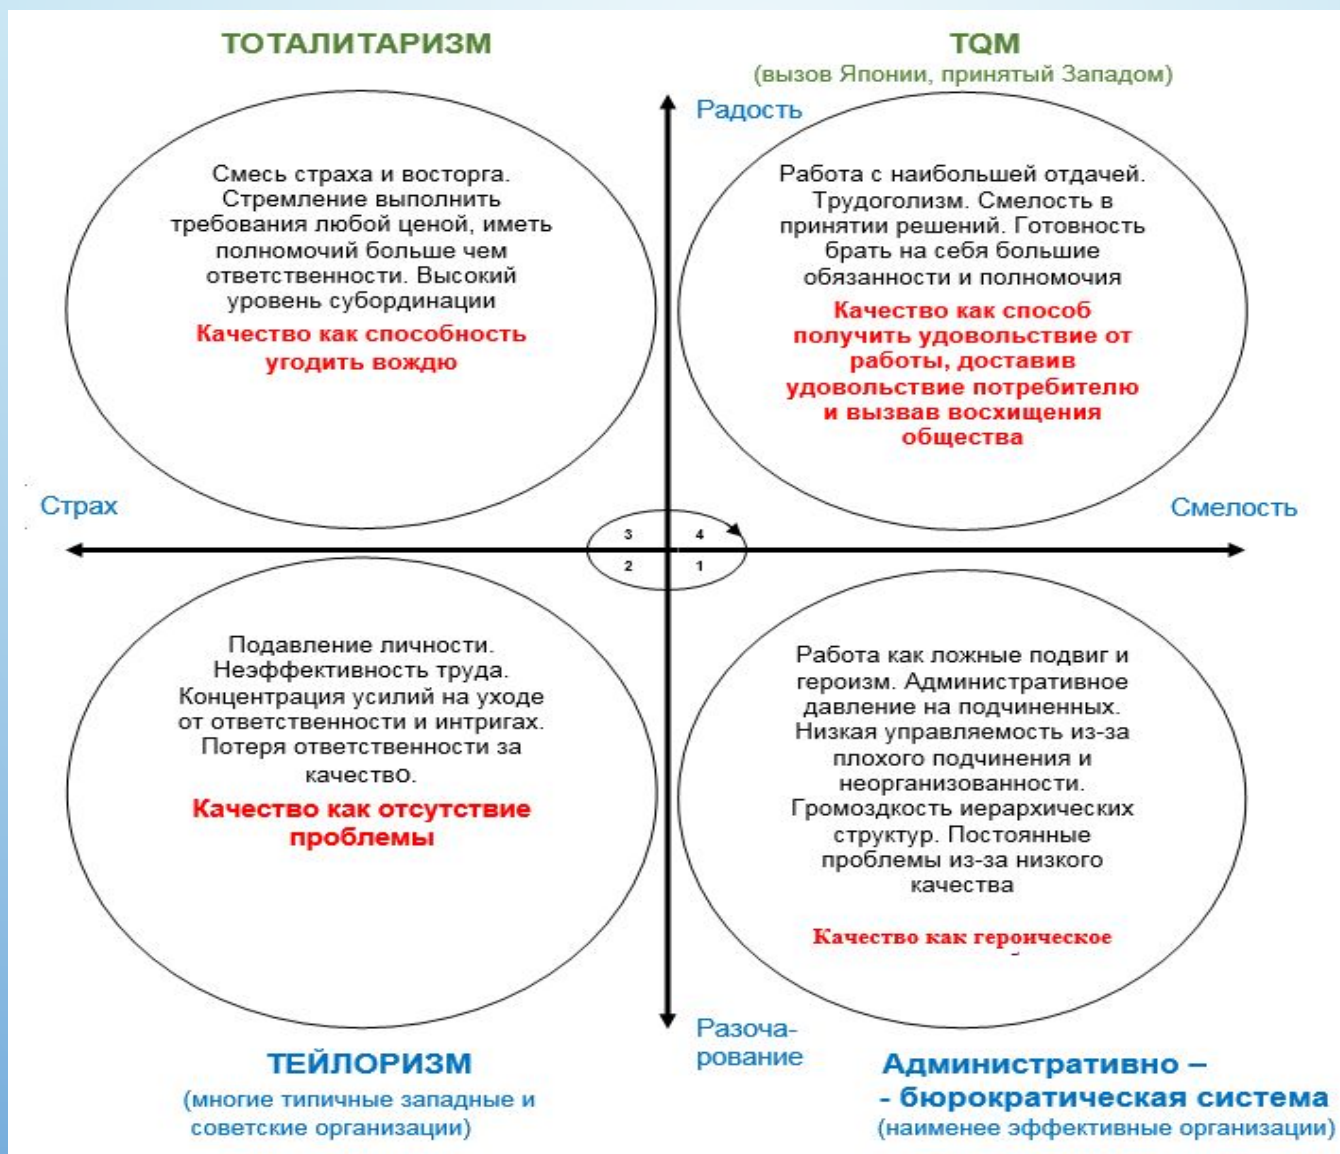 ТОТАЛИТАРИЗМ
TQM
(вызов Японии, принятый Западом)
Радость
Смесь страха и восторга.
Стремление выполнить
требования любой ценой, иметь
полномочий больше чем
ответственности. Высокий
уровень субординации
Качество как способность
угодить вождю
Работа с наибольшей отдачей.
Трудоголизм. Смелость в
принятии решений. Готовность
брать на себя большие
обязанности и полномочия
Качество как способ
получить удовольствие от
работы, доставив
удовольствие потребителю
и вызвав восхищения
общества
Страх
Смелость
3
4
2
1
Подавление личности.
Неэффективность труда.
Концентрация усилий на уходе
от ответственности и интригах.
Потеря ответственности за
качество.
Качество как отсутствие
проблемы
Работа как ложные подвиг и
героизм. Административное
давление на подчиненных.
Низкая управляемость из-за
плохого подчинения и
неорганизованности.
Громоздкость иерархических
структур. Постоянные
проблемы из-за низкого
качества
Качество как героическое
Разоча-
рование
ТЕЙЛОРИЗМ
(многие типичные западные и
советские организации)
Административно –
- бюрократическая система
(наименее эффективные организации)